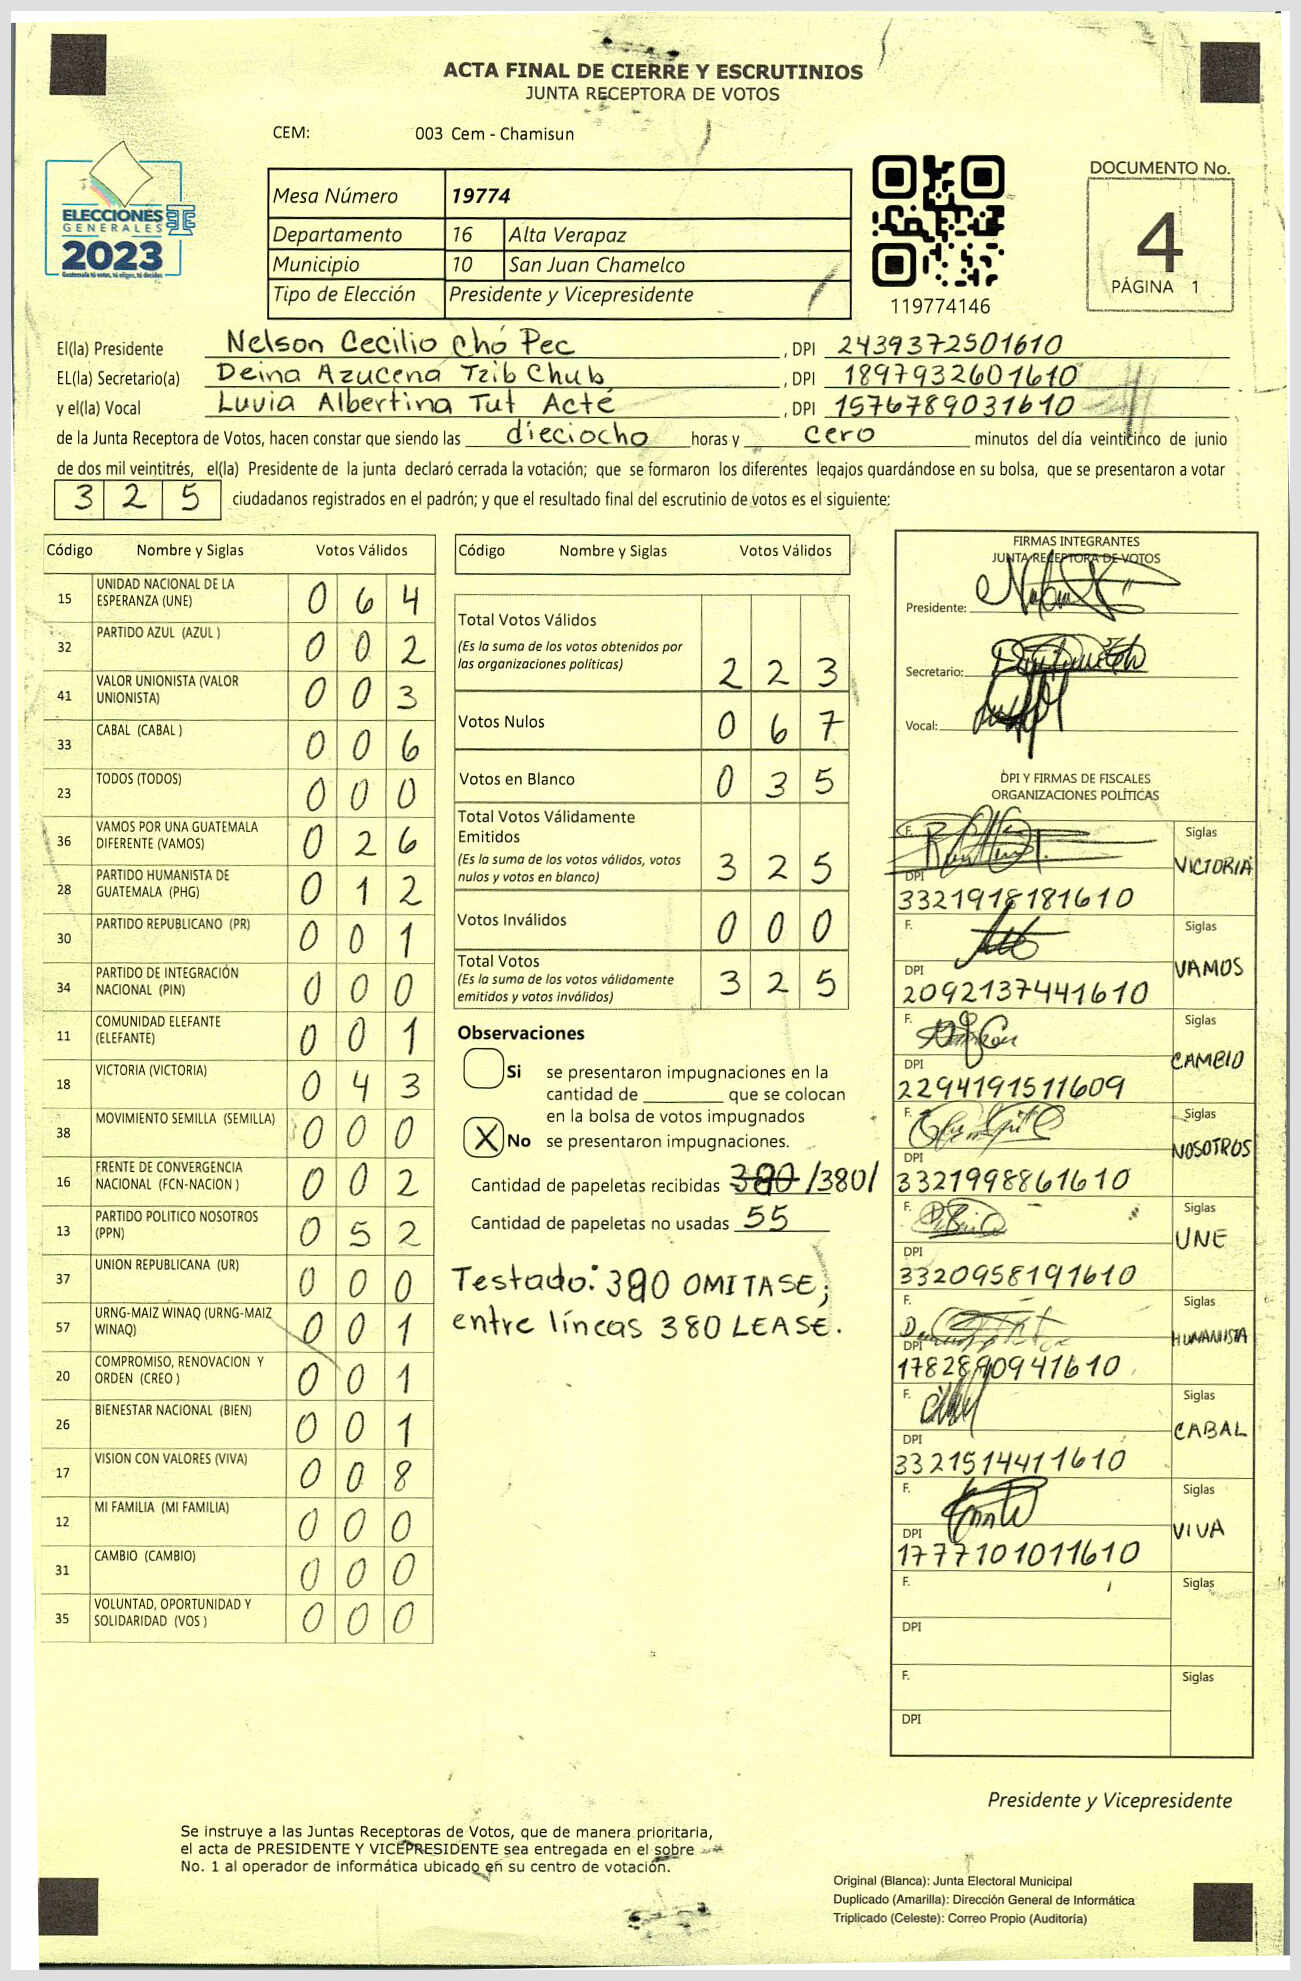 ACTA FINAL DE CIERRE Y ESCRUTINIOS
JUNTA RECEPTORA DE VOTOS
CEM: 003 Cem - Chamisun
ELECCIONES
GENERALES
2023
Guatemala tú votas, tú eliges, tú decides
Mesa Número 19774
Departamento 16 Alta Verapaz
Municipio 10 San Juan Chamelco
Tipo de Elección Presidente y Vicepresidente
119774146
DOCUMENTO No.
4
PÁGINA 1
El(la) Presidente Nelson Cecilio Chó Pec , DPI 2439372501610
EL(la) Secretario(a) Deina Azucena Tzib Chub , DPI 1897932601610
y el(la) Vocal Luvia Albertina Tut Acté , DPI 1576789031610
de la Junta Receptora de Votos, hacen constar que siendo las dieciocho horas y cero minutos del día veinticinco de junio
de dos mil veintitrés, el(la) Presidente de la junta declaró cerrada la votación; que se formaron los diferentes legajos guardándose en su bolsa, que se presentaron a votar
3 2 5 ciudadanos registrados en el padrón; y que el resultado final del escrutinio de votos es el siguiente:
Código Nombre y Siglas Votos Válidos
15 UNIDAD NACIONAL DE LA ESPERANZA (UNE) 0 6 4
32 PARTIDO AZUL (AZUL ) 0 0 2
41 VALOR UNIONISTA (VALOR UNIONISTA) 0 0 3
33 CABAL (CABAL ) 0 0 6
23 TODOS (TODOS) 0 0 0
36 VAMOS POR UNA GUATEMALA DIFERENTE (VAMOS) 0 2 6
28 PARTIDO HUMANISTA DE GUATEMALA (PHG) 0 1 2
30 PARTIDO REPUBLICANO (PR) 0 0 1
34 PARTIDO DE INTEGRACIÓN NACIONAL (PIN) 0 0 0
11 COMUNIDAD ELEFANTE (ELEFANTE) 0 0 1
18 VICTORIA (VICTORIA) 0 4 3
38 MOVIMIENTO SEMILLA (SEMILLA) 0 0 0
16 FRENTE DE CONVERGENCIA NACIONAL (FCN-NACION ) 0 0 2
13 PARTIDO POLITICO NOSOTROS (PPN) 0 5 2
37 UNION REPUBLICANA (UR) 0 0 0
57 URNG-MAIZ WINAQ (URNG-MAIZ WINAQ) 0 0 1
20 COMPROMISO, RENOVACION Y ORDEN (CREO ) 0 0 1
26 BIENESTAR NACIONAL (BIEN) 0 0 1
17 VISION CON VALORES (VIVA) 0 0 8
12 MI FAMILIA (MI FAMILIA) 0 0 0
31 CAMBIO (CAMBIO) 0 0 0
35 VOLUNTAD, OPORTUNIDAD Y SOLIDARIDAD (VOS ) 0 0 0
Código Nombre y Siglas Votos Válidos
Total Votos Válidos
(Es la suma de los votos obtenidos por
las organizaciones políticas) 2 2 3
Votos Nulos 0 6 7
Votos en Blanco 0 3 5
Total Votos Válidamente
Emitidos
(Es la suma de los votos válidos, votos
nulos y votos en blanco) 3 2 5
Votos Inválidos 0 0 0
Total Votos
(Es la suma de los votos válidamente
emitidos y votos inválidos) 3 2 5
Observaciones
Si se presentaron impugnaciones en la
cantidad de ________ que se colocan
en la bolsa de votos impugnados
X No se presentaron impugnaciones.
Cantidad de papeletas recibidas 380 /380/
Cantidad de papeletas no usadas 55
Testado: 380 OMITASE;
entre líneas 380 LEASE.
FIRMAS INTEGRANTES
JUNTA RECEPTORA DE VOTOS
Presidente:
Secretario:
Vocal:
DPI Y FIRMAS DE FISCALES
ORGANIZACIONES POLÍTICAS
F. Siglas
VICTORIA
DPI
3321918181610
F. Siglas
VAMOS
DPI
2092137441610
F. Siglas
CAMBIO
DPI
2294191511609
F. Siglas
NOSOTROS
DPI
3321998861610
F. Siglas
UNE
DPI
3320958191610
F. Siglas
HUMANISTA
DPI
1782890941610
F. Siglas
CABAL
DPI
3321514411610
F. Siglas
VIVA
DPI
1777101011610
F. Siglas
DPI
F. Siglas
DPI
Presidente y Vicepresidente
Se instruye a las Juntas Receptoras de Votos, que de manera prioritaria,
el acta de PRESIDENTE Y VICEPRESIDENTE sea entregada en el sobre
No. 1 al operador de informática ubicado en su centro de votación.
Original (Blanca): Junta Electoral Municipal
Duplicado (Amarilla): Dirección General de Informática
Triplicado (Celeste): Correo Propio (Auditoría)